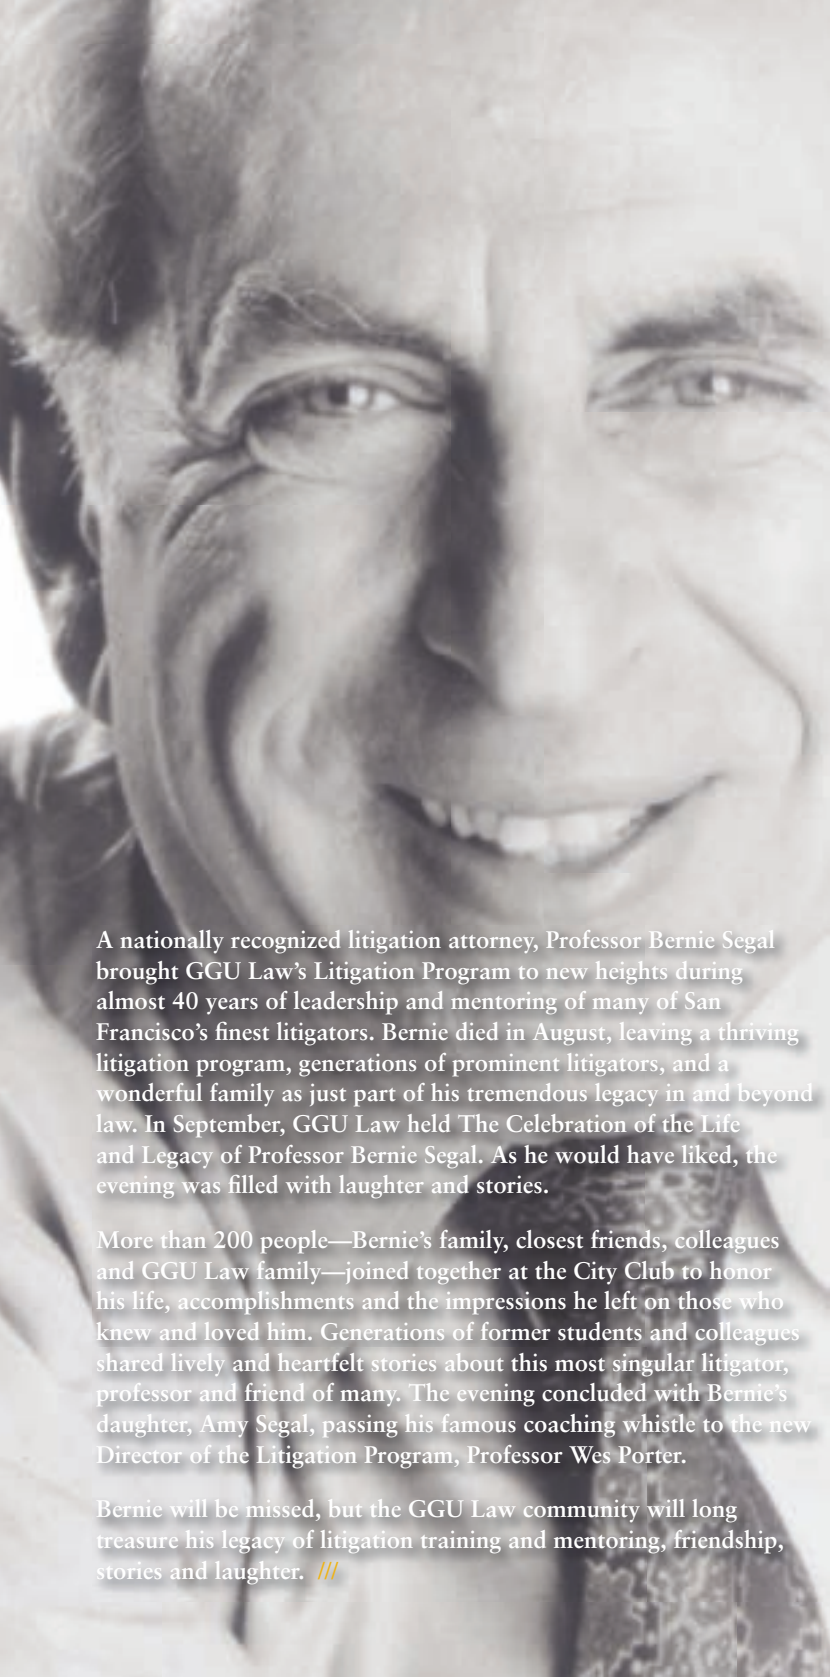 A nationally recognized litigation attorney, Professor Bernie Segal
brought GGU Law’s Litigation Program to new heights during
almost 40 years of leadership and mentoring of many of San
Francisco’s finest litigators. Bernie died in August, leaving a thriving
litigation program, generations of prominent litigators, and a
wonderful family as just part of his tremendous legacy in and beyond
law. In September, GGU Law held The Celebration of the Life
and Legacy of Professor Bernie Segal. As he would have liked, the
evening was filled with laughter and stories.
More than 200 people—Bernie’s family, closest friends, colleagues
and GGU Law family—joined together at the City Club to honor
his life, accomplishments and the impressions he left on those who
knew and loved him. Generations of former students and colleagues
shared lively and heartfelt stories about this most singular litigator,
professor and friend of many. The evening concluded with Bernie’s
daughter, Amy Segal, passing his famous coaching whistle to the new
Director of the Litigation Program, Professor Wes Porter.
Bernie will be missed, but the GGU Law community will long
treasure his legacy of litigation training and mentoring, friendship,
stories and laughter. ///